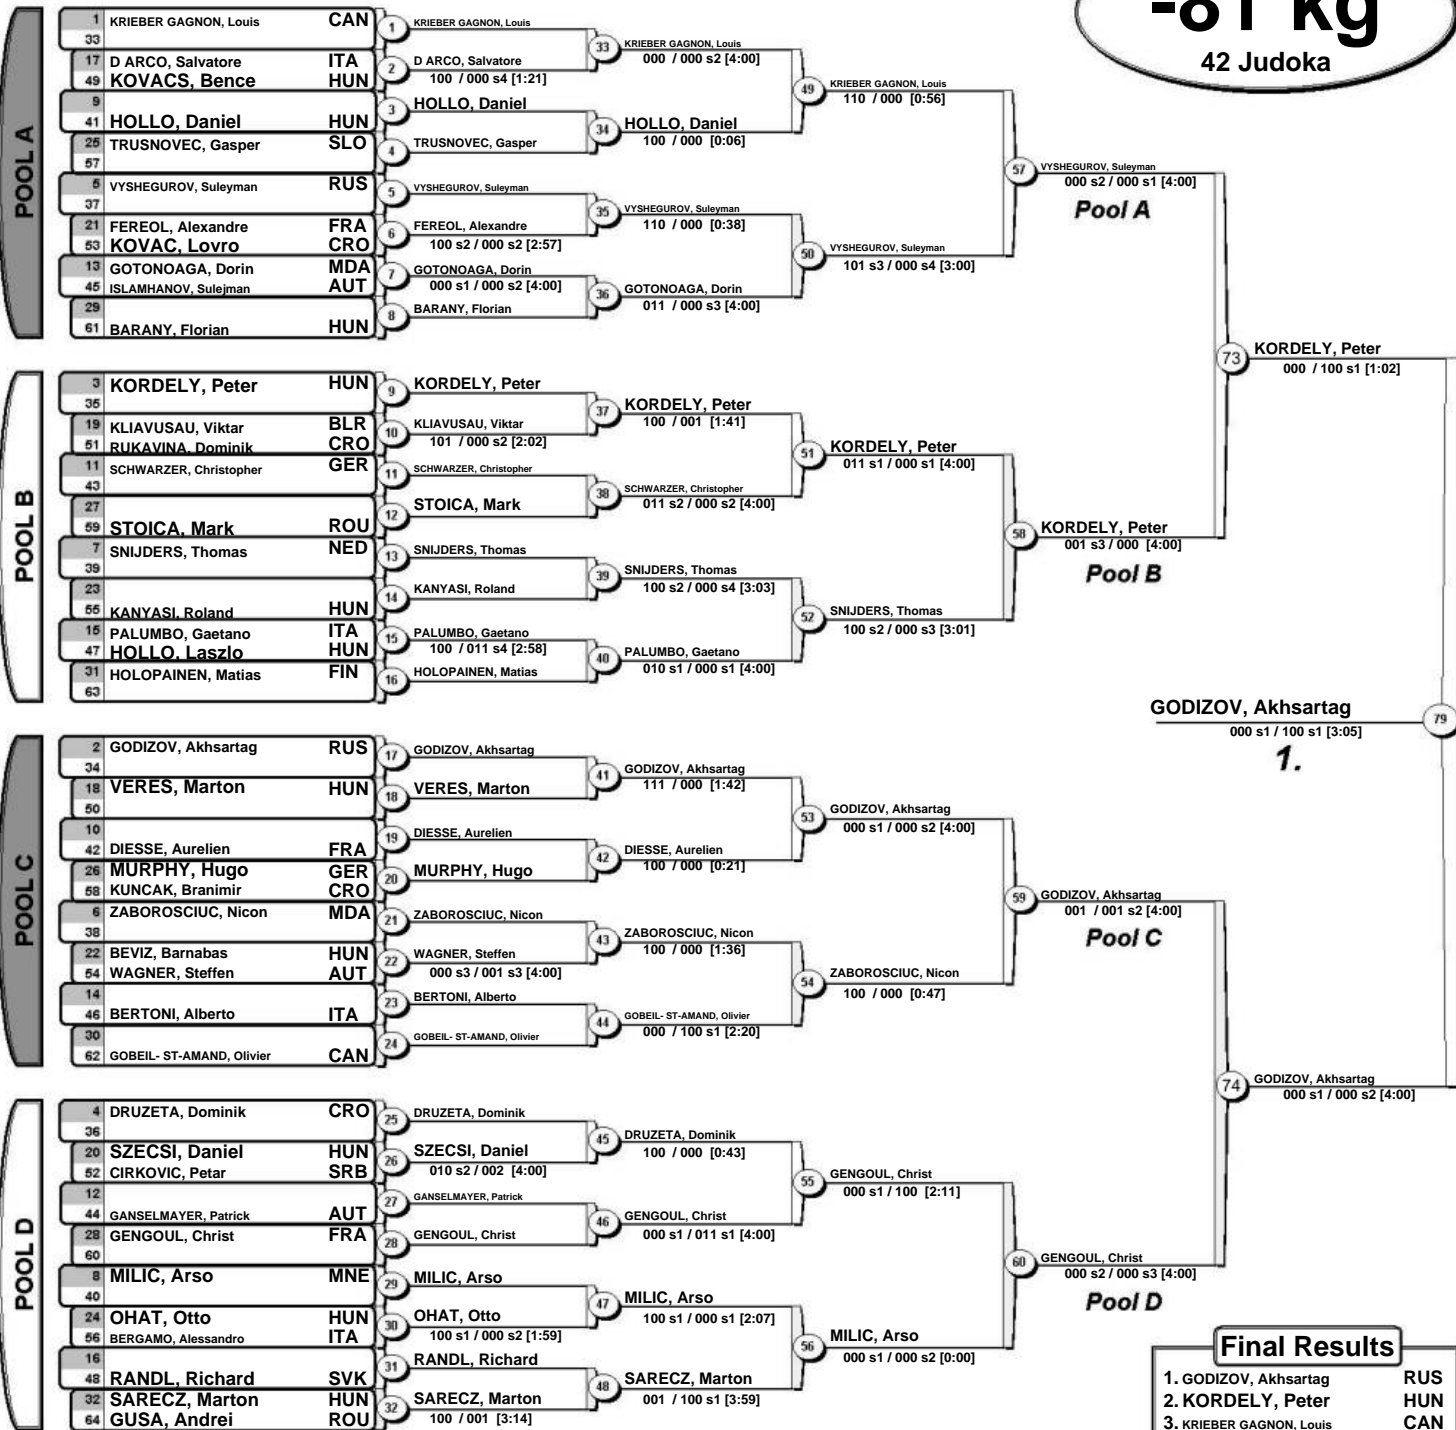 -81 kg
42 Judoka
POOL A
1 KRIEBER GAGNON, Louis CAN
33
17 D ARCO, Salvatore ITA
49 KOVACS, Bence HUN
9
41 HOLLO, Daniel HUN
25 TRUSNOVEC, Gasper SLO
57
5 VYSHEGUROV, Suleyman RUS
37
21 FEREOL, Alexandre FRA
53 KOVAC, Lovro CRO
13 GOTONOAGA, Dorin MDA
45 ISLAMHANOV, Sulejman AUT
29
61 BARANY, Florian HUN
1 KRIEBER GAGNON, Louis
2 D ARCO, Salvatore
100 / 000 s4 [1:21]
3 HOLLO, Daniel
4 TRUSNOVEC, Gasper
5 VYSHEGUROV, Suleyman
6 FEREOL, Alexandre
100 s2 / 000 s2 [2:57]
7 GOTONOAGA, Dorin
000 s1 / 000 s2 [4:00]
8 BARANY, Florian
33 KRIEBER GAGNON, Louis
000 / 000 s2 [4:00]
34 HOLLO, Daniel
100 / 000 [0:06]
35 VYSHEGUROV, Suleyman
110 / 000 [0:38]
36 GOTONOAGA, Dorin
011 / 000 s3 [4:00]
49 KRIEBER GAGNON, Louis
110 / 000 [0:56]
50 VYSHEGUROV, Suleyman
101 s3 / 000 s4 [3:00]
57 VYSHEGUROV, Suleyman
000 s2 / 000 s1 [4:00]
Pool A
POOL B
3 KORDELY, Peter HUN
35
19 KLIAVUSAU, Viktar BLR
51 RUKAVINA, Dominik CRO
11 SCHWARZER, Christopher GER
43
27
59 STOICA, Mark ROU
7 SNIJDERS, Thomas NED
39
23
55 KANYASI, Roland HUN
15 PALUMBO, Gaetano ITA
47 HOLLO, Laszlo HUN
31 HOLOPAINEN, Matias FIN
63
9 KORDELY, Peter
10 KLIAVUSAU, Viktar
101 / 000 s2 [2:02]
11 SCHWARZER, Christopher
12 STOICA, Mark
13 SNIJDERS, Thomas
14 KANYASI, Roland
15 PALUMBO, Gaetano
100 / 011 s4 [2:58]
16 HOLOPAINEN, Matias
37 KORDELY, Peter
100 / 001 [1:41]
38 SCHWARZER, Christopher
011 s2 / 000 s2 [4:00]
39 SNIJDERS, Thomas
100 s2 / 000 s4 [3:03]
40 PALUMBO, Gaetano
010 s1 / 000 s1 [4:00]
51 KORDELY, Peter
011 s1 / 000 s1 [4:00]
52 SNIJDERS, Thomas
100 s2 / 000 s3 [3:01]
58 KORDELY, Peter
001 s3 / 000 [4:00]
Pool B
73 KORDELY, Peter
000 / 100 s1 [1:02]
GODIZOV, Akhsartag 79
000 s1 / 100 s1 [3:05]
1.
POOL C
2 GODIZOV, Akhsartag RUS
34
18 VERES, Marton HUN
50
10
42 DIESSE, Aurelien FRA
26 MURPHY, Hugo GER
58 KUNCAK, Branimir CRO
6 ZABOROSCIUC, Nicon MDA
38
22 BEVIZ, Barnabas HUN
54 WAGNER, Steffen AUT
14
46 BERTONI, Alberto ITA
30
62 GOBEIL- ST-AMAND, Olivier CAN
17 GODIZOV, Akhsartag
18 VERES, Marton
19 DIESSE, Aurelien
20 MURPHY, Hugo
21 ZABOROSCIUC, Nicon
22 WAGNER, Steffen
000 s3 / 001 s3 [4:00]
23 BERTONI, Alberto
24 GOBEIL- ST-AMAND, Olivier
41 GODIZOV, Akhsartag
111 / 000 [1:42]
42 DIESSE, Aurelien
100 / 000 [0:21]
43 ZABOROSCIUC, Nicon
100 / 000 [1:36]
44 GOBEIL- ST-AMAND, Olivier
000 / 100 s1 [2:20]
53 GODIZOV, Akhsartag
000 s1 / 000 s2 [4:00]
54 ZABOROSCIUC, Nicon
100 / 000 [0:47]
59 GODIZOV, Akhsartag
001 / 001 s2 [4:00]
Pool C
74 GODIZOV, Akhsartag
000 s1 / 000 s2 [4:00]
POOL D
4 DRUZETA, Dominik CRO
36
20 SZECSI, Daniel HUN
52 CIRKOVIC, Petar SRB
12
44 GANSELMAYER, Patrick AUT
28 GENGOUL, Christ FRA
60
8 MILIC, Arso MNE
40
24 OHAT, Otto HUN
56 BERGAMO, Alessandro ITA
16
48 RANDL, Richard SVK
32 SARECZ, Marton HUN
64 GUSA, Andrei ROU
25 DRUZETA, Dominik
26 SZECSI, Daniel
010 s2 / 002 [4:00]
27 GANSELMAYER, Patrick
28 GENGOUL, Christ
29 MILIC, Arso
30 OHAT, Otto
100 s1 / 000 s2 [1:59]
31 RANDL, Richard
32 SARECZ, Marton
100 / 001 [3:14]
45 DRUZETA, Dominik
100 / 000 [0:43]
46 GENGOUL, Christ
000 s1 / 011 s1 [4:00]
47 MILIC, Arso
100 s1 / 000 s1 [2:07]
48 SARECZ, Marton
001 / 100 s1 [3:59]
55 GENGOUL, Christ
000 s1 / 100 [2:11]
56 MILIC, Arso
000 s1 / 000 s2 [0:00]
60 GENGOUL, Christ
000 s2 / 000 s3 [4:00]
Pool D
Final Results
1. GODIZOV, Akhsartag RUS
2. KORDELY, Peter HUN
3. KRIEBER GAGNON, Louis CAN